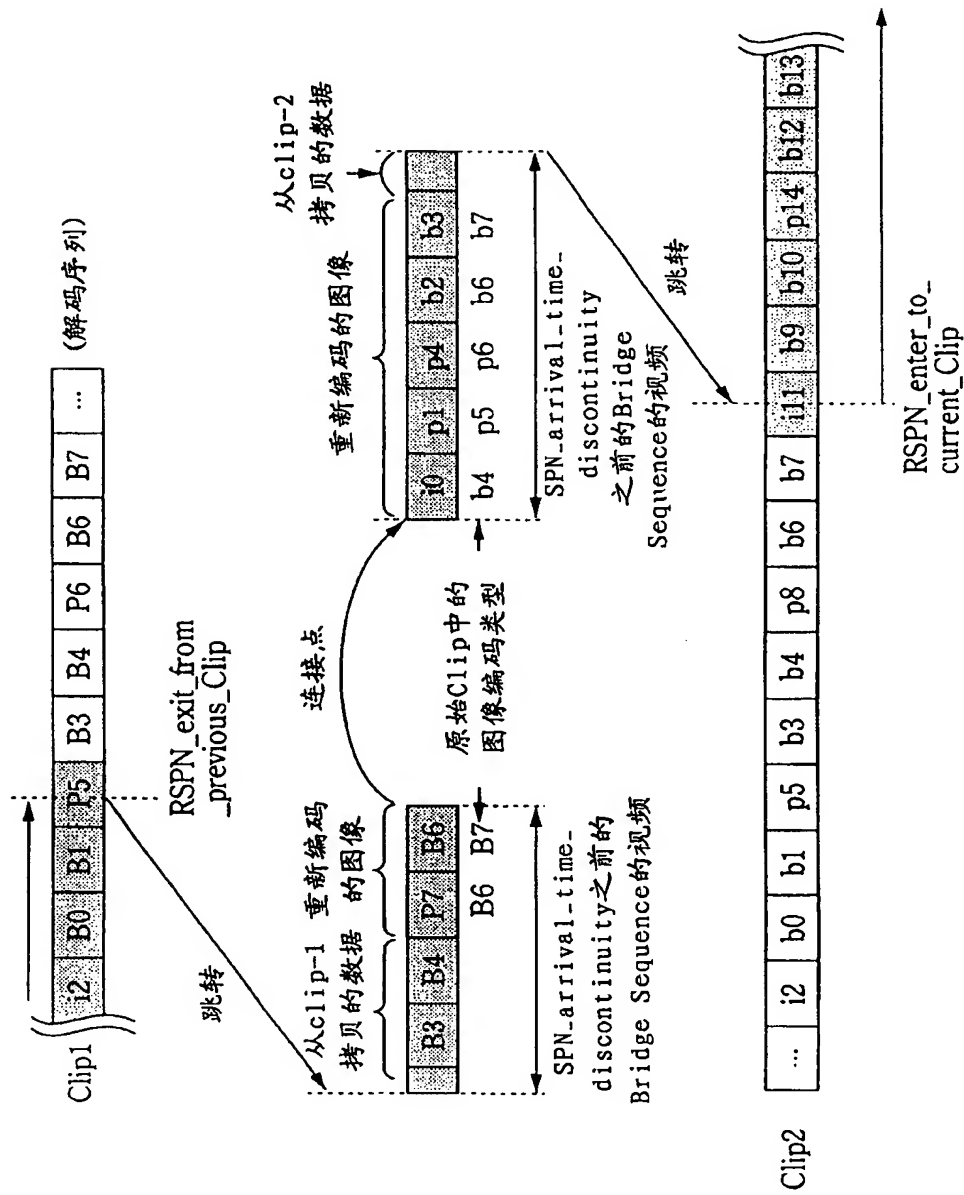 Clip1
i2 B0 B1 P5 B3 B4 P6 B6 B7 ...
(解码序列)
跳转
RSPN_exit_from
_previous_Clip
从clip-1
拷贝的数据
重新编码
的图像
连接点
重新编码的图像
从clip-2
拷贝的数据
B3 B4 P7 B6
B6 B7
原始Clip中的
图像编码类型
i0 p1 p4 b2 b3
b4 p5 p6 b6 b7
SPN_arrival_time_
discontinuity之前的
Bridge Sequence的视频
SPN_arrival_time_
discontinuity
之前的Bridge
Sequence的视频
跳转
Clip2
... i2 b0 b1 p5 b3 b4 p8 b6 b7 i11 b9 b10 p14 b12 b13
RSPN_enter_to_
current_Clip